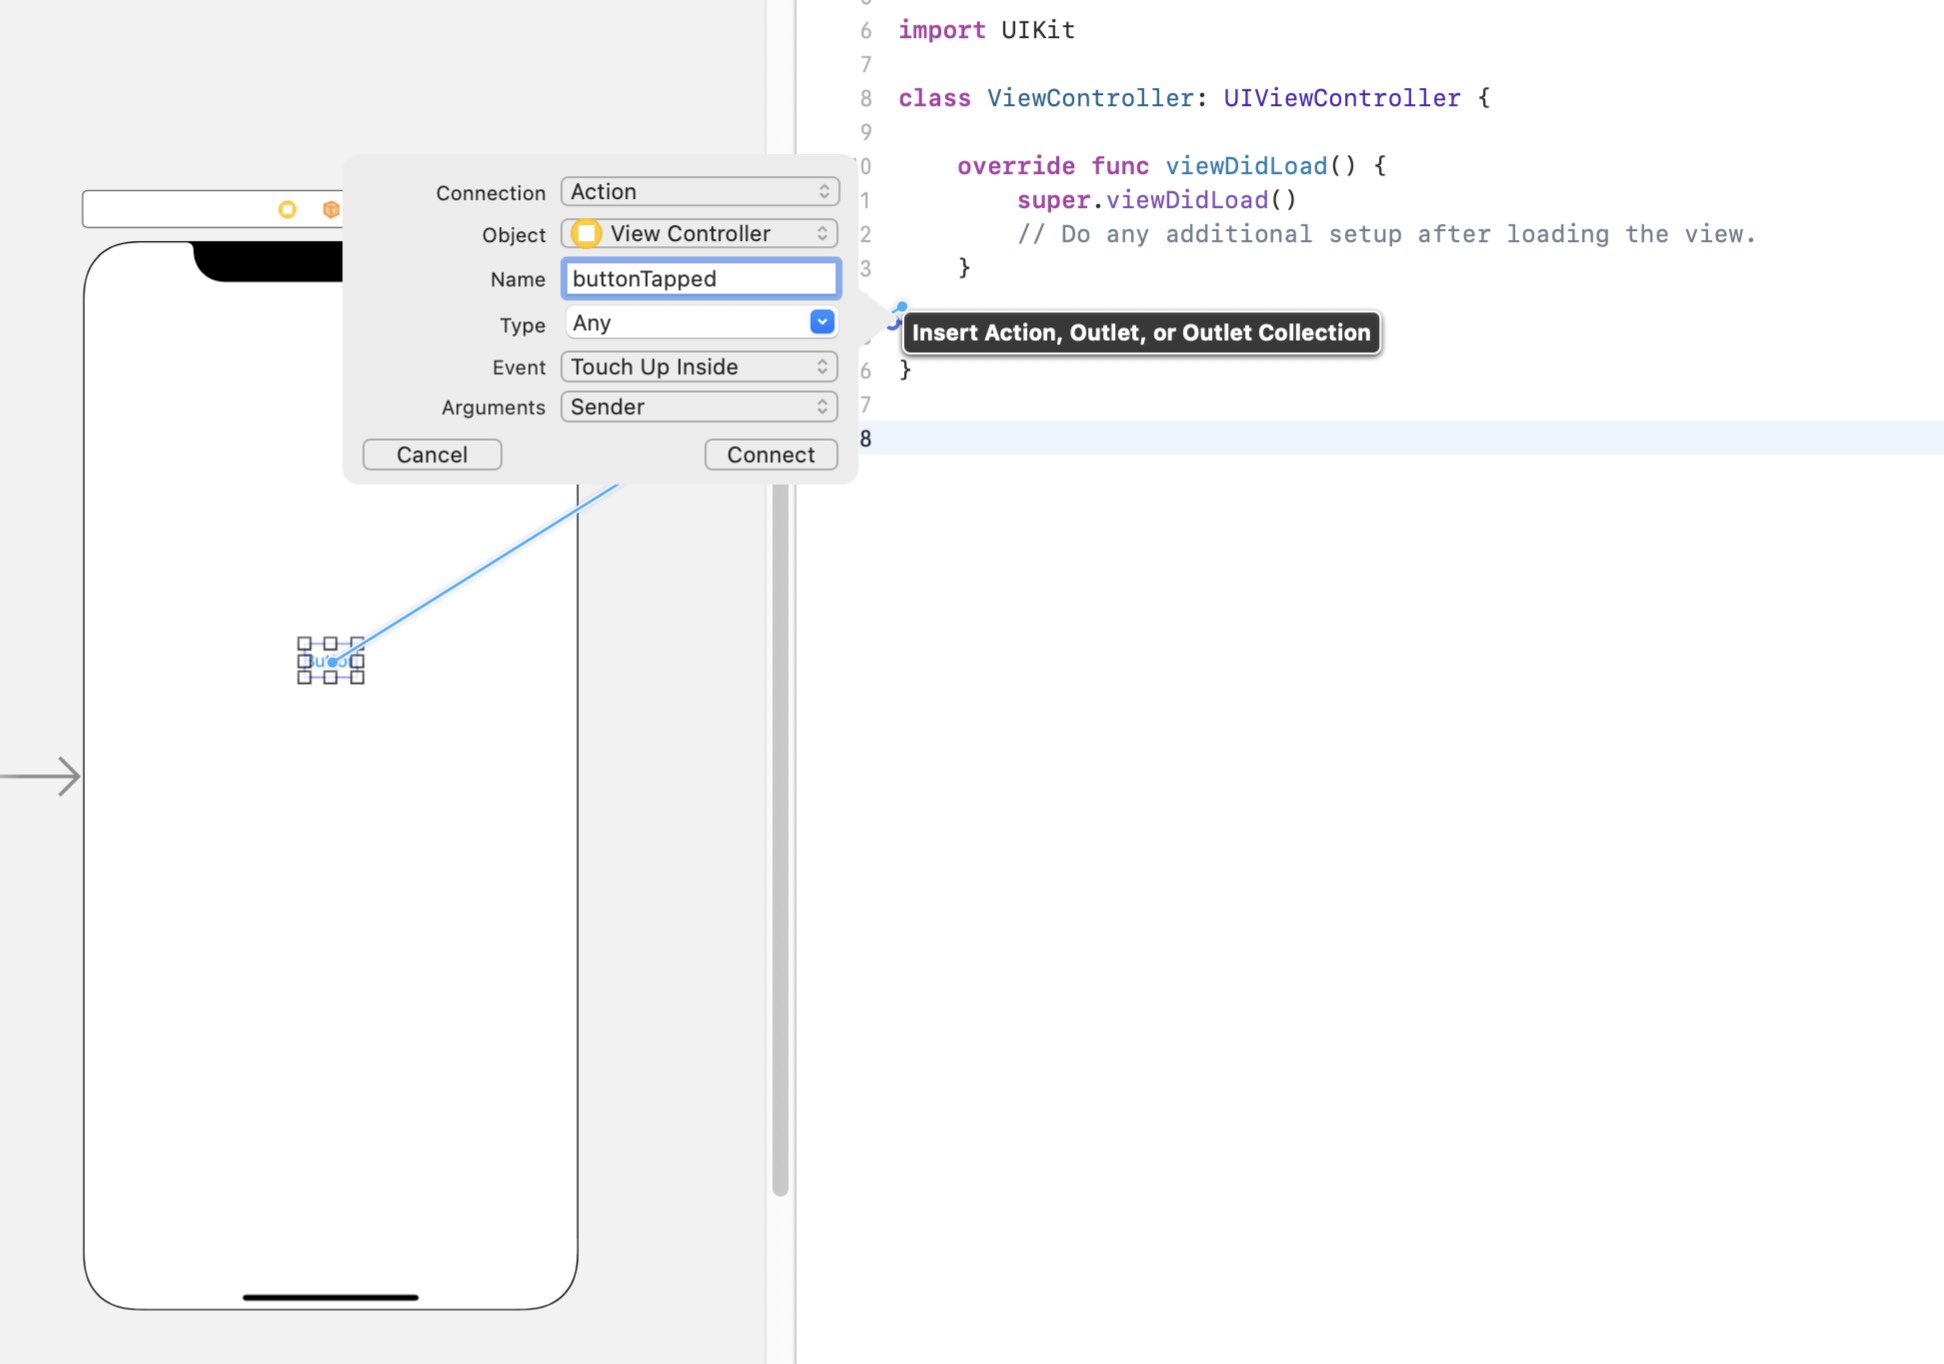 Connection Action
Object View Controller
Name buttonTapped
Type Any
Event Touch Up Inside
Arguments Sender
Cancel Connect
6 import UIKit
7
8 class ViewController: UIViewController {
9
0 override func viewDidLoad() {
1 super.viewDidLoad()
2 // Do any additional setup after loading the view.
3 }
Insert Action, Outlet, or Outlet Collection
6 }
7
8